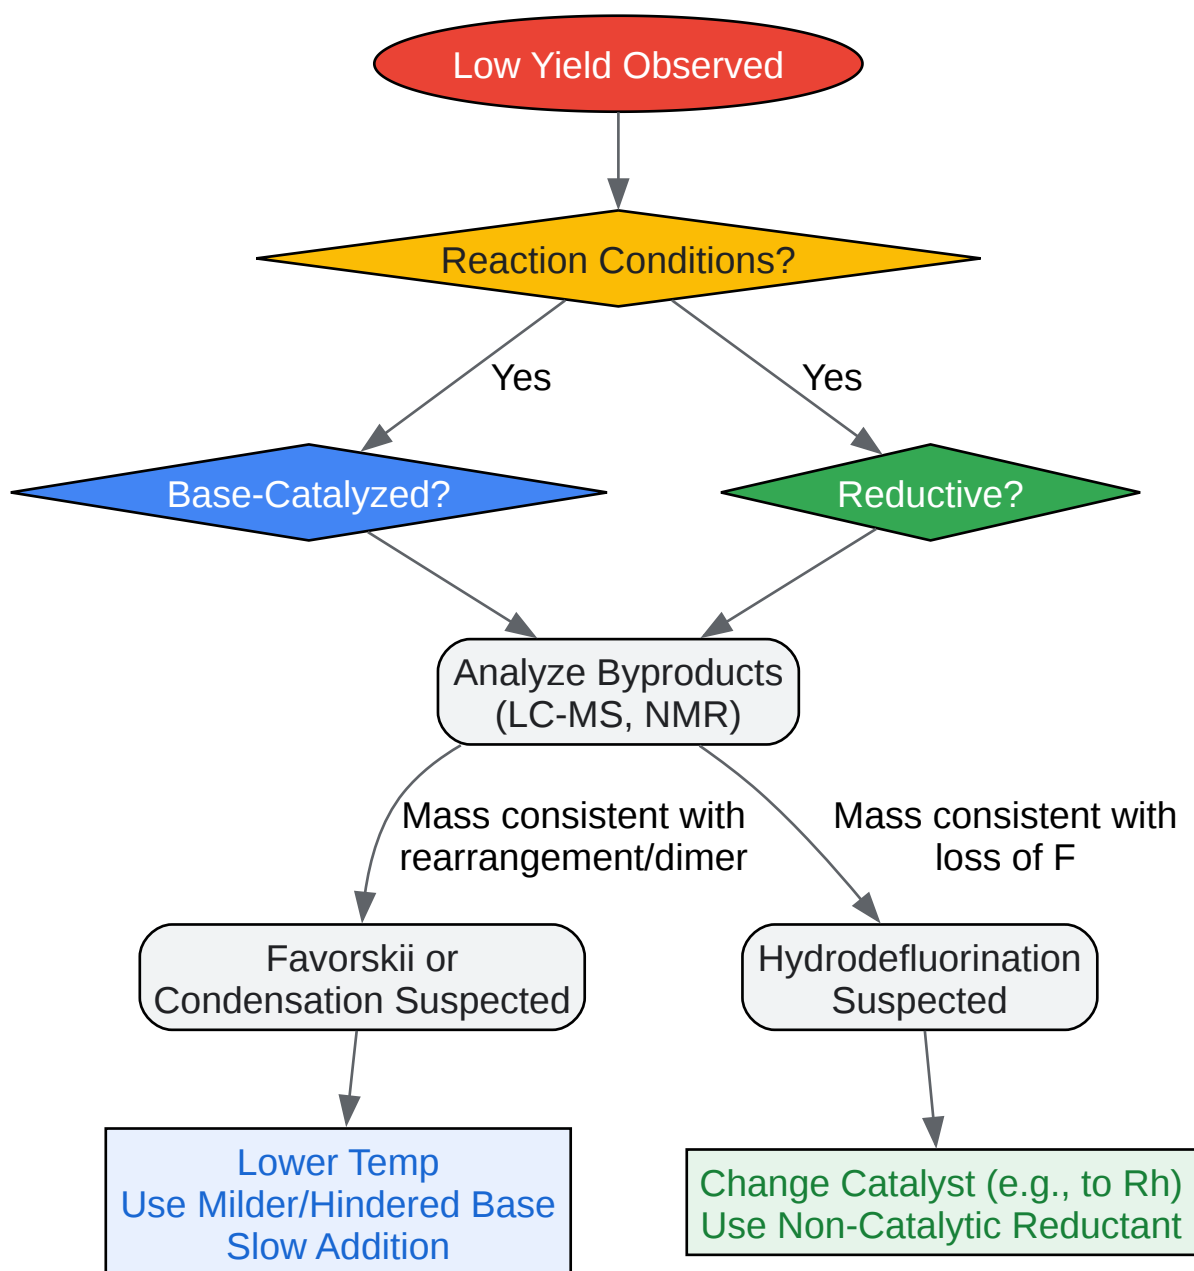 Low Yield Observed
Reaction Conditions?
Yes
Yes
Base-Catalyzed?
Reductive?
Analyze Byproducts
(LC-MS, NMR)
Mass consistent with
rearrangement/dimer
Mass consistent with
loss of F
Favorskii or
Condensation Suspected
Hydrodefluorination
Suspected
Lower Temp
Use Milder/Hindered Base
Slow Addition
Change Catalyst (e.g., to Rh)
Use Non-Catalytic Reductant